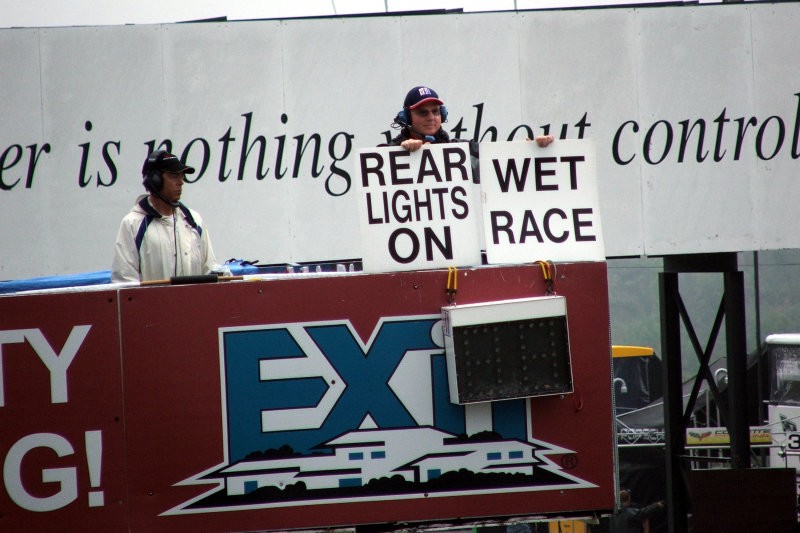 er is nothing without control
REAR
LIGHTS
ON
WET
RACE
TY
G!
EXit
®